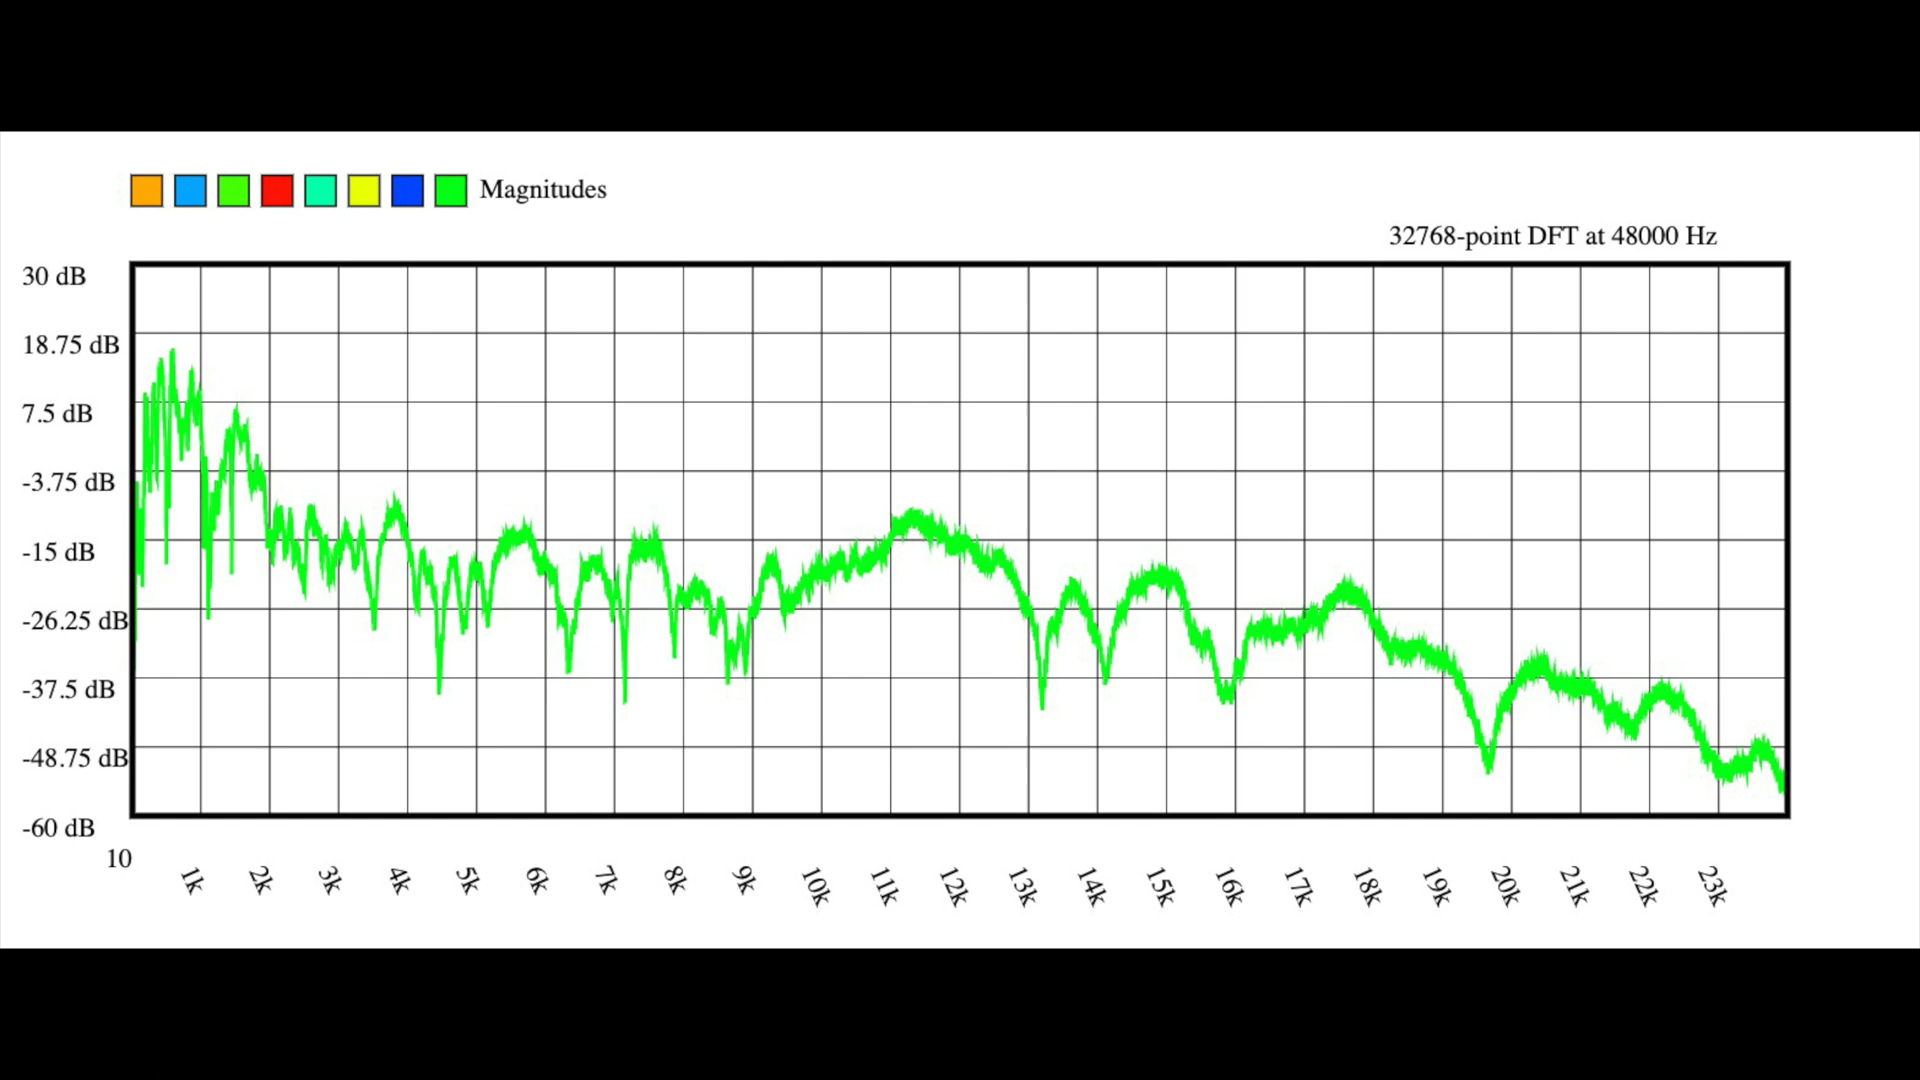 Magnitudes
32768-point DFT at 48000 Hz
30 dB
18.75 dB
7.5 dB
-3.75 dB
-15 dB
-26.25 dB
-37.5 dB
-48.75 dB
-60 dB
10
1k 2k 3k 4k 5k 6k 7k 8k 9k 10k 11k 12k 13k 14k 15k 16k 17k 18k 19k 20k 21k 22k 23k